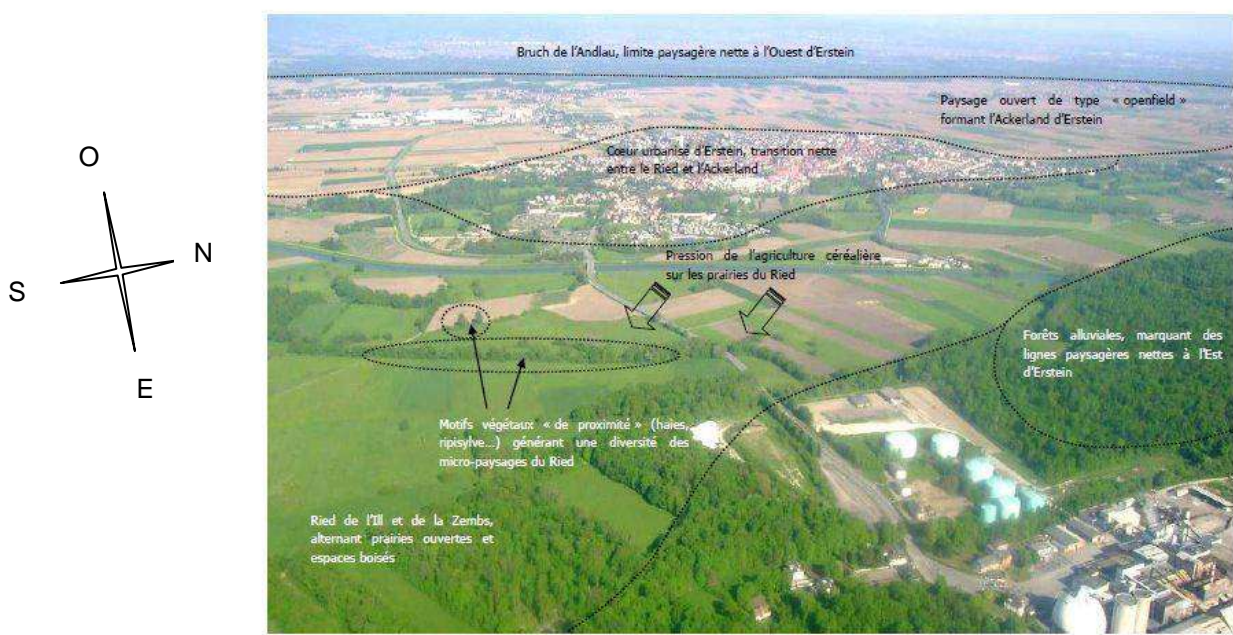 Bruch de l'Andlau, limite paysagère nette à l'Ouest d'Erstein
Paysage ouvert de type « openfield »
formant l'Ackerland d'Erstein
O
N
S
E
Cœur urbanisé d'Erstein, transition nette
entre le Ried et l'Ackerland
Pression de l'agriculture céréalière
sur les prairies du Ried
Forêts alluviales, marquant des
lignes paysagères nettes à l'Est
d'Erstein
Motifs végétaux « de proximité » (haies,
ripisylve...) générant une diversité des
micro-paysages du Ried
Ried de l'Ill et de la Zembs,
alternant prairies ouvertes et
espaces boisés